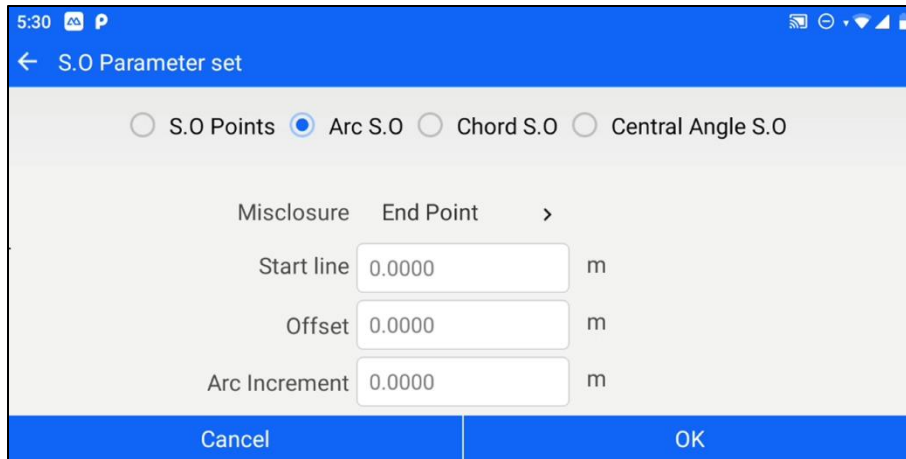 5:30
S.O Parameter set
S.O Points Arc S.O Chord S.O Central Angle S.O
Misclosure End Point
Start line 0.0000 m
Offset 0.0000 m
Arc Increment 0.0000 m
Cancel OK